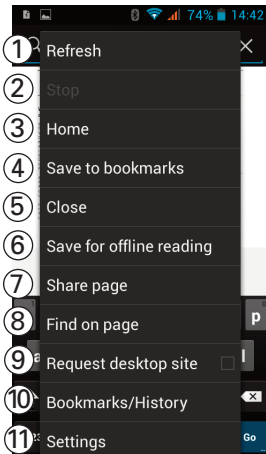 74% 14:42
1 Refresh
2 Stop
3 Home
4 Save to bookmarks
5 Close
6 Save for offline reading
7 Share page
8 Find on page
p
9 Request desktop site
a l
10 Bookmarks/History
11 Settings
Go